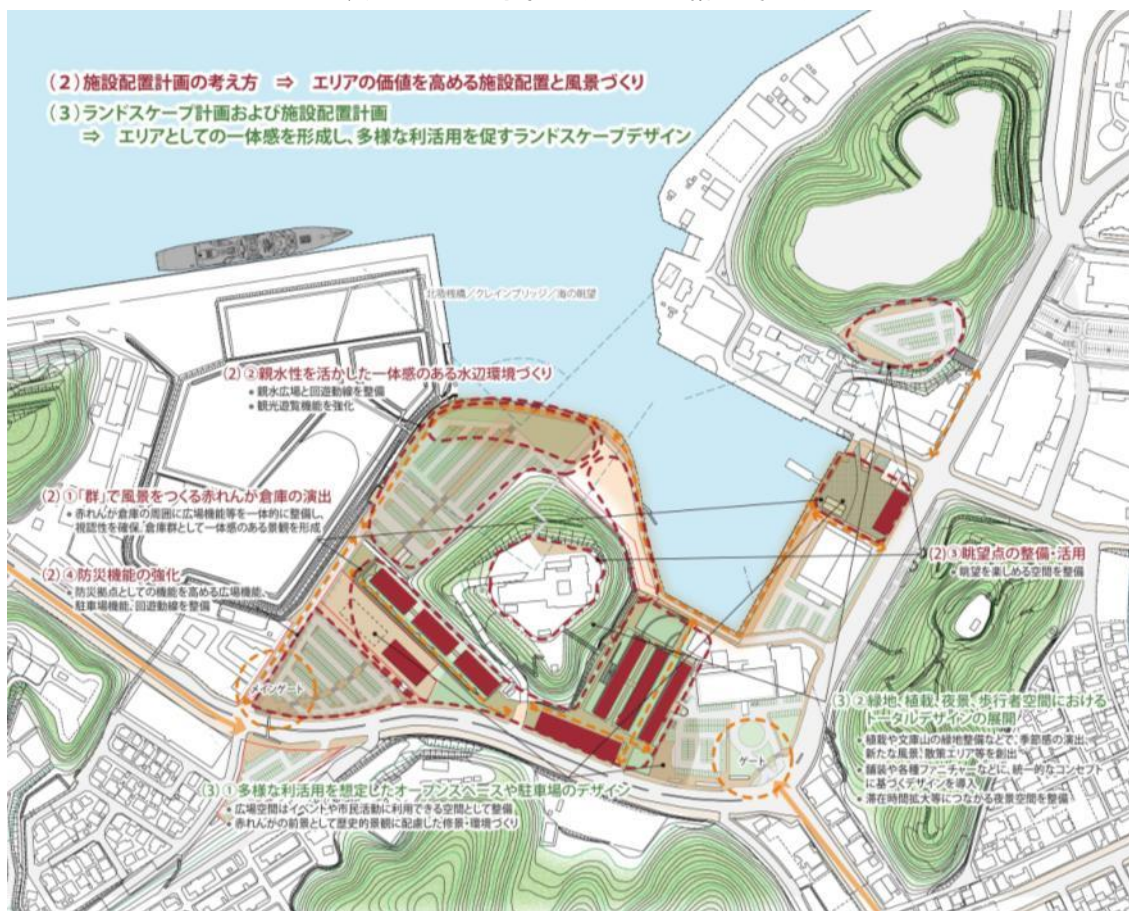 (2)施設配置計画の考え方 ⇒ エリアの価値を高める施設配置と風景づくり
(3)ランドスケープ計画および施設配置計画
⇒ エリアとしての一体感を形成し、多様な利活用を促すランドスケープデザイン
北吸桟橋/クレインブリッジ/海の眺望
(2)②親水性を活かした一体感のある水辺環境づくり
• 親水広場と回遊動線を整備
• 観光遊覧機能を強化
(2)①「群」で風景をつくる赤れんが倉庫の演出
• 赤れんが倉庫の周囲に広場機能等を一体的に整備し、
視認性を確保、倉庫群として一体感のある景観を形成
(2)④防災機能の強化
• 防災拠点としての機能を高める広場機能、
駐車場機能、回遊動線を整備
(2)③眺望点の整備・活用
• 眺望を楽しめる空間を整備
メインゲート
ゲート
(3)②緑地、植栽、夜景、歩行者空間における
トータルデザインの展開
• 植栽や文庫山の緑地整備などで、季節感の演出、
新たな風景、散策エリア等を創出
• 舗装や各種ファニチャーなどに、統一的なコンセプト
に基づくデザインを導入
• 滞在時間拡大等につながる夜景空間を整備
(3)①多様な利活用を想定したオープンスペースや駐車場のデザイン
• 広場空間はイベントや市民活動に利用できる空間として整備
• 赤れんがの前景として歴史的景観に配慮した修景・環境づくり